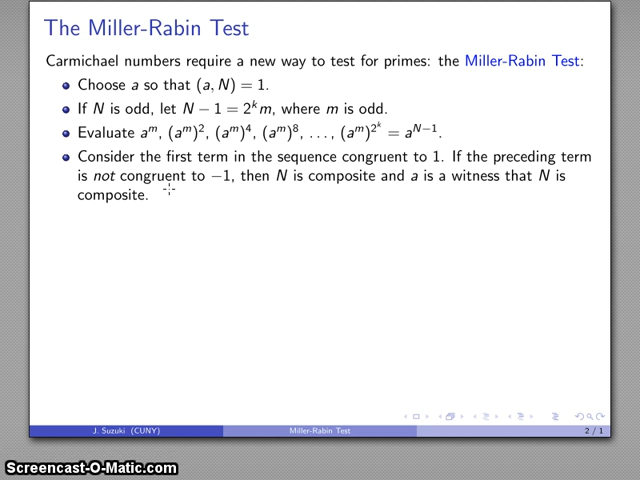 The Miller-Rabin Test
Carmichael numbers require a new way to test for primes: the Miller-Rabin Test:
Choose a so that (a, N) = 1.
If N is odd, let N − 1 = 2^k m, where m is odd.
Evaluate a^m, (a^m)^2, (a^m)^4, (a^m)^8, . . . , (a^m)^{2^k} = a^{N−1}.
Consider the first term in the sequence congruent to 1. If the preceding term
is not congruent to −1, then N is composite and a is a witness that N is
composite.
J. Suzuki (CUNY) Miller-Rabin Test 2 / 1
Screencast-O-Matic.com